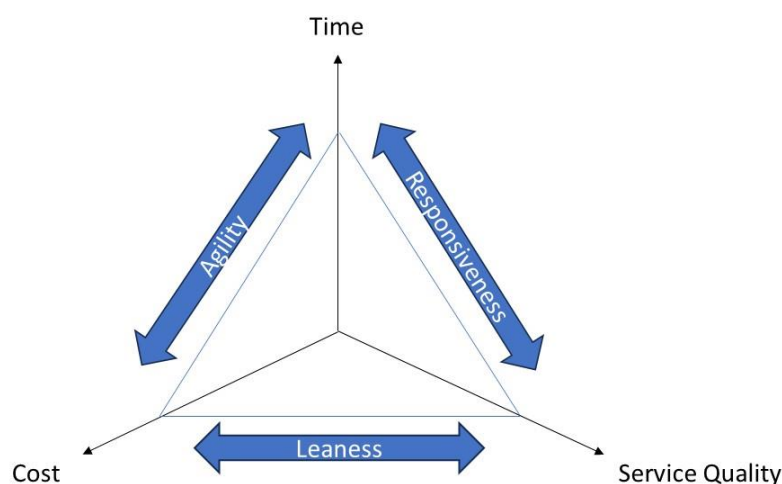 Time
Agility
Responsiveness
Leaness
Cost
Service Quality